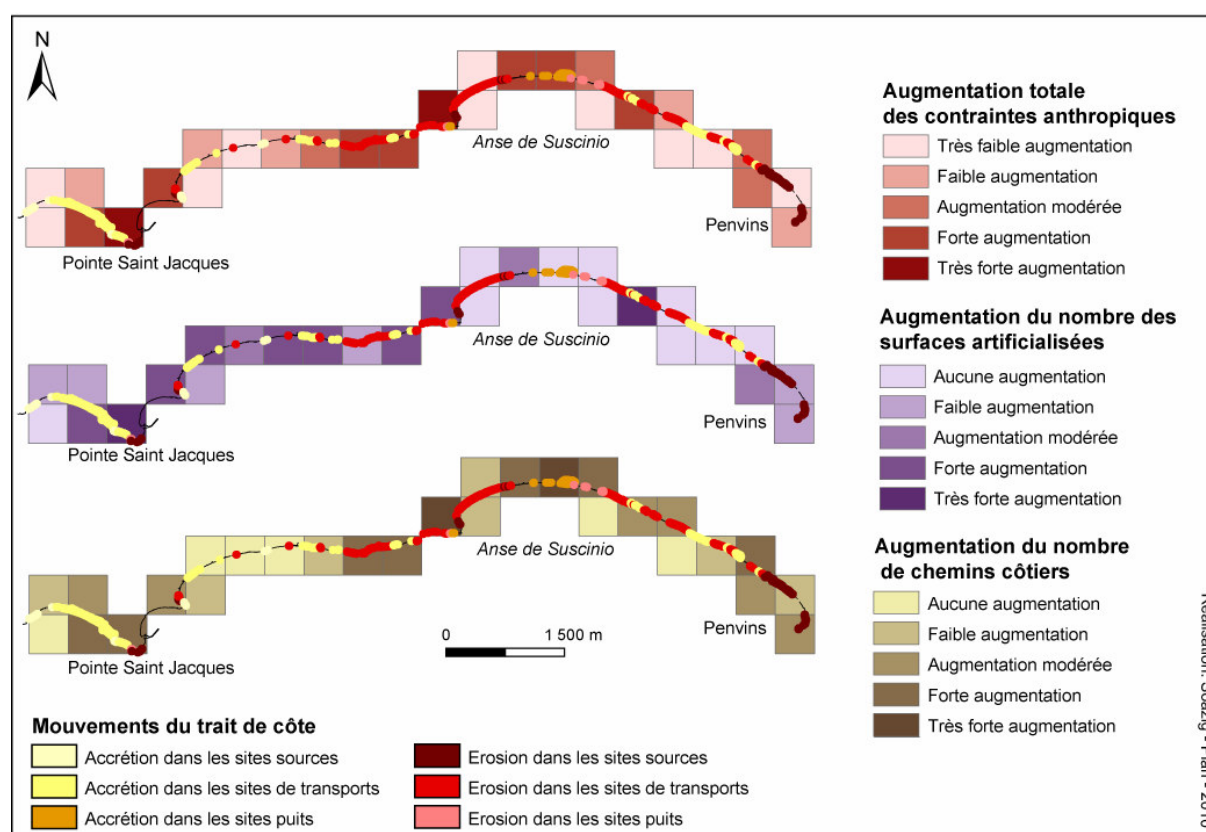 N
Anse de Suscinio
Penvins
Pointe Saint Jacques
Anse de Suscinio
Penvins
Pointe Saint Jacques
Anse de Suscinio
Penvins
Pointe Saint Jacques
0 1 500 m
Augmentation totale
des contraintes anthropiques
Très faible augmentation
Faible augmentation
Augmentation modérée
Forte augmentation
Très forte augmentation
Augmentation du nombre des
surfaces artificialisées
Aucune augmentation
Faible augmentation
Augmentation modérée
Forte augmentation
Très forte augmentation
Augmentation du nombre
de chemins côtiers
Aucune augmentation
Faible augmentation
Augmentation modérée
Forte augmentation
Très forte augmentation
Mouvements du trait de côte
Accrétion dans les sites sources
Accrétion dans les sites de transports
Accrétion dans les sites puits
Erosion dans les sites sources
Erosion dans les sites de transports
Erosion dans les sites puits